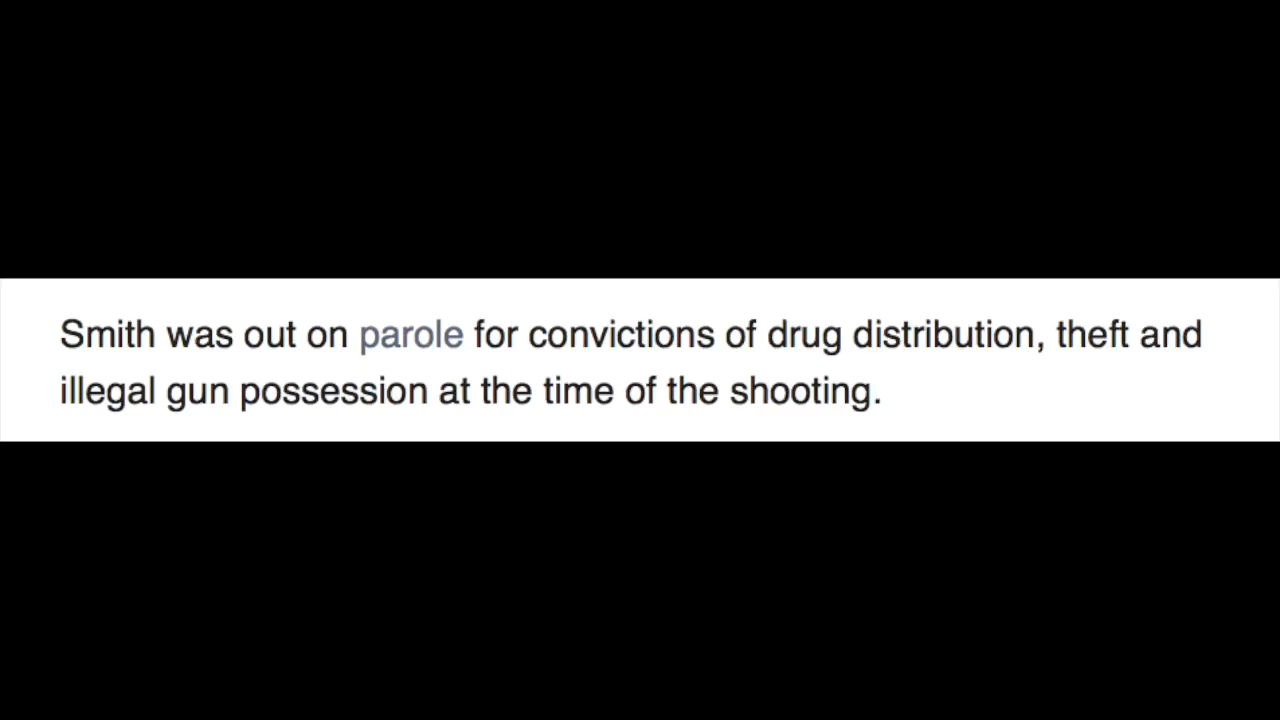 Smith was out on parole for convictions of drug distribution, theft and
illegal gun possession at the time of the shooting.